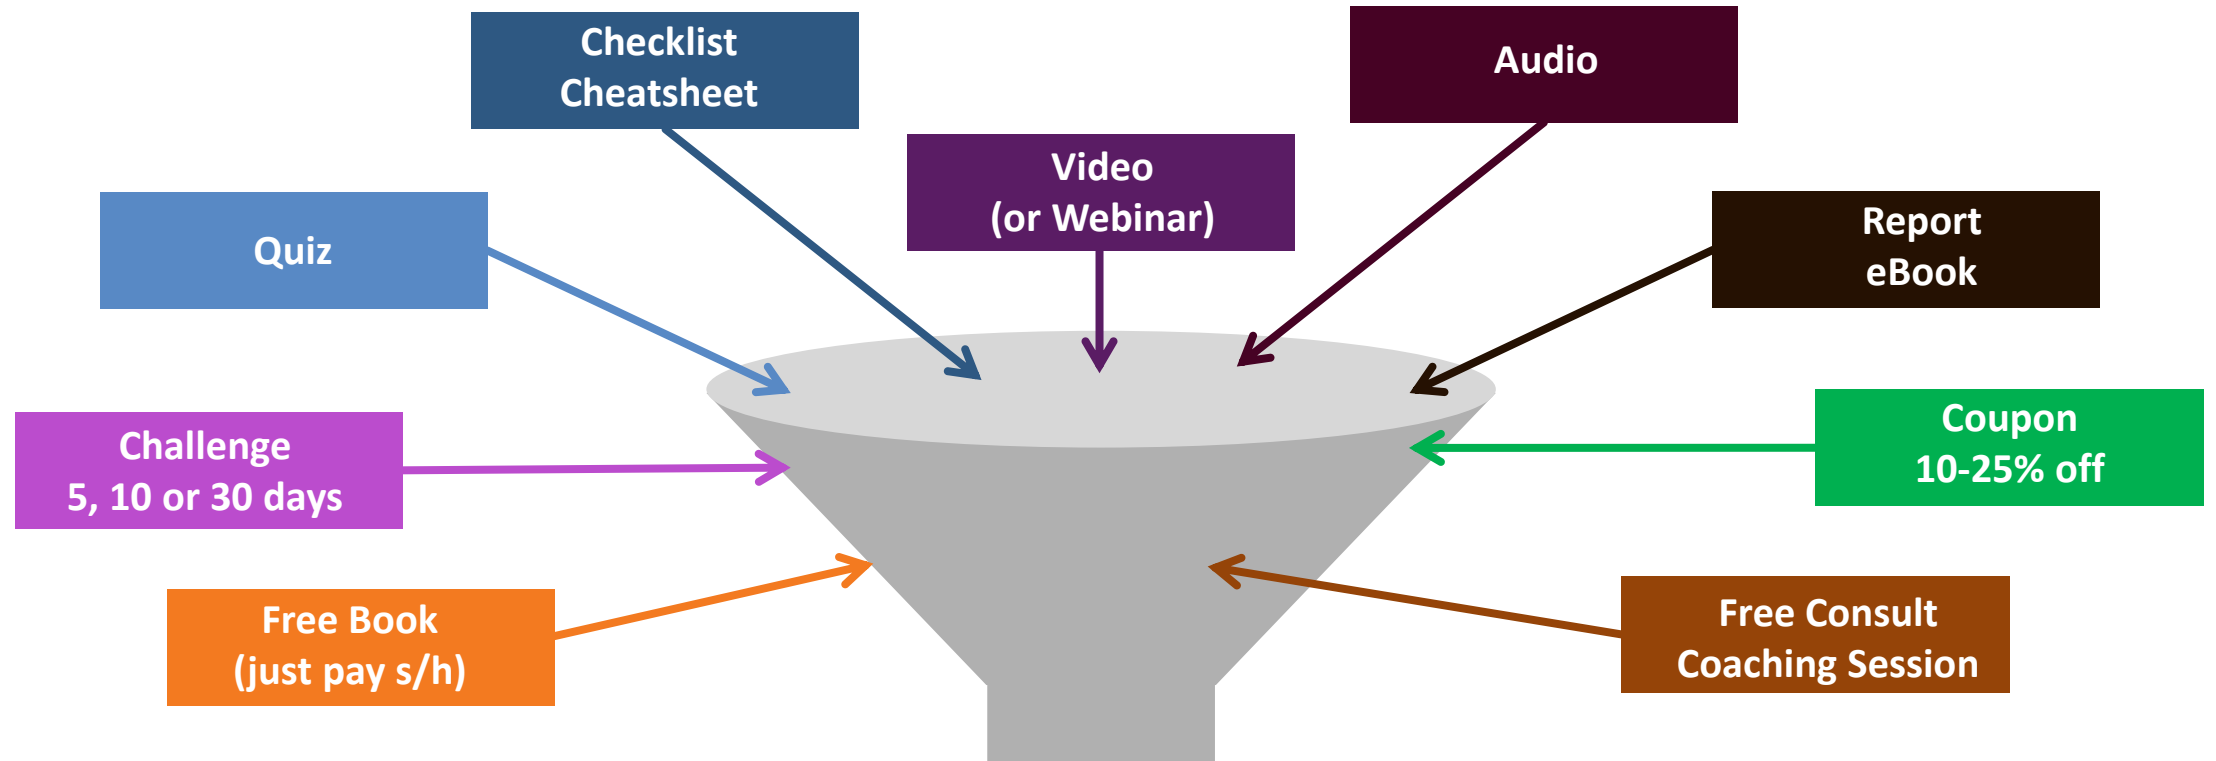 Checklist
Cheatsheet
Audio
Video
(or Webinar)
Quiz
Report
eBook
Challenge
5, 10 or 30 days
Coupon
10-25% off
Free Book
(just pay s/h)
Free Consult
Coaching Session